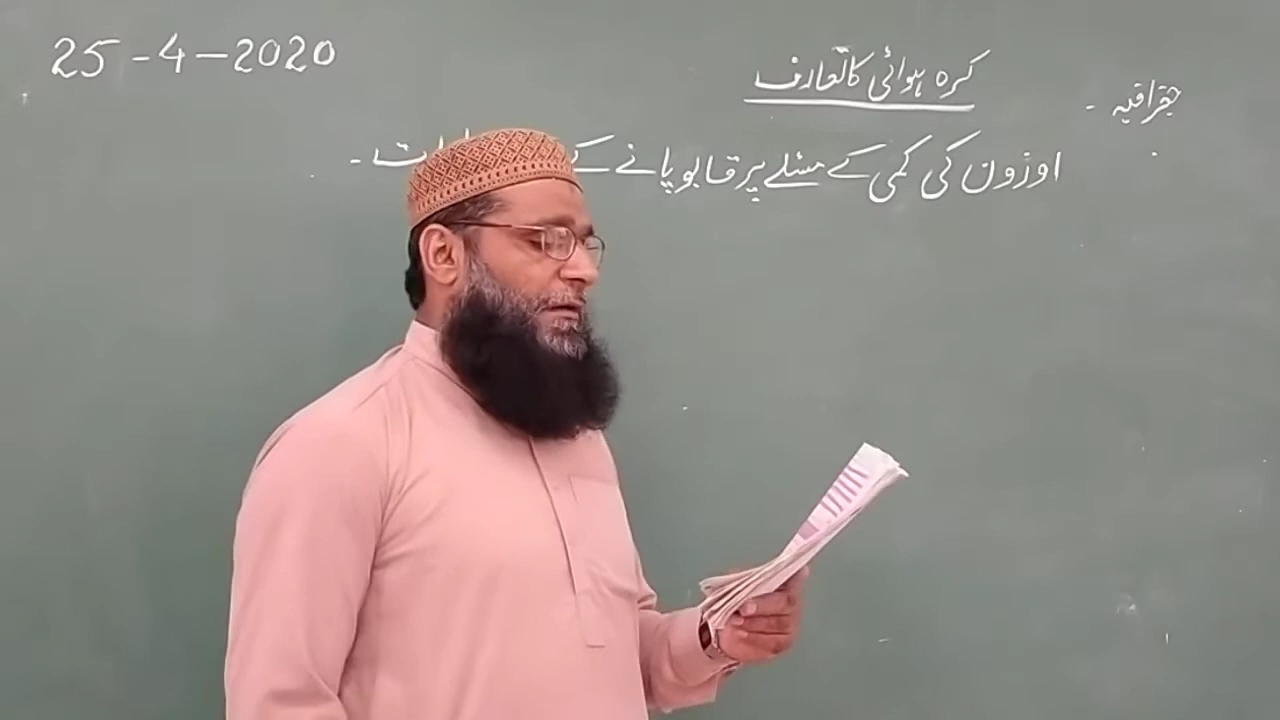 25-4-2020
جغرافیہ -
کرہ ہوائی کا تعارف
اوزون کی کمی کے مسئلے پر قابو پانے کے